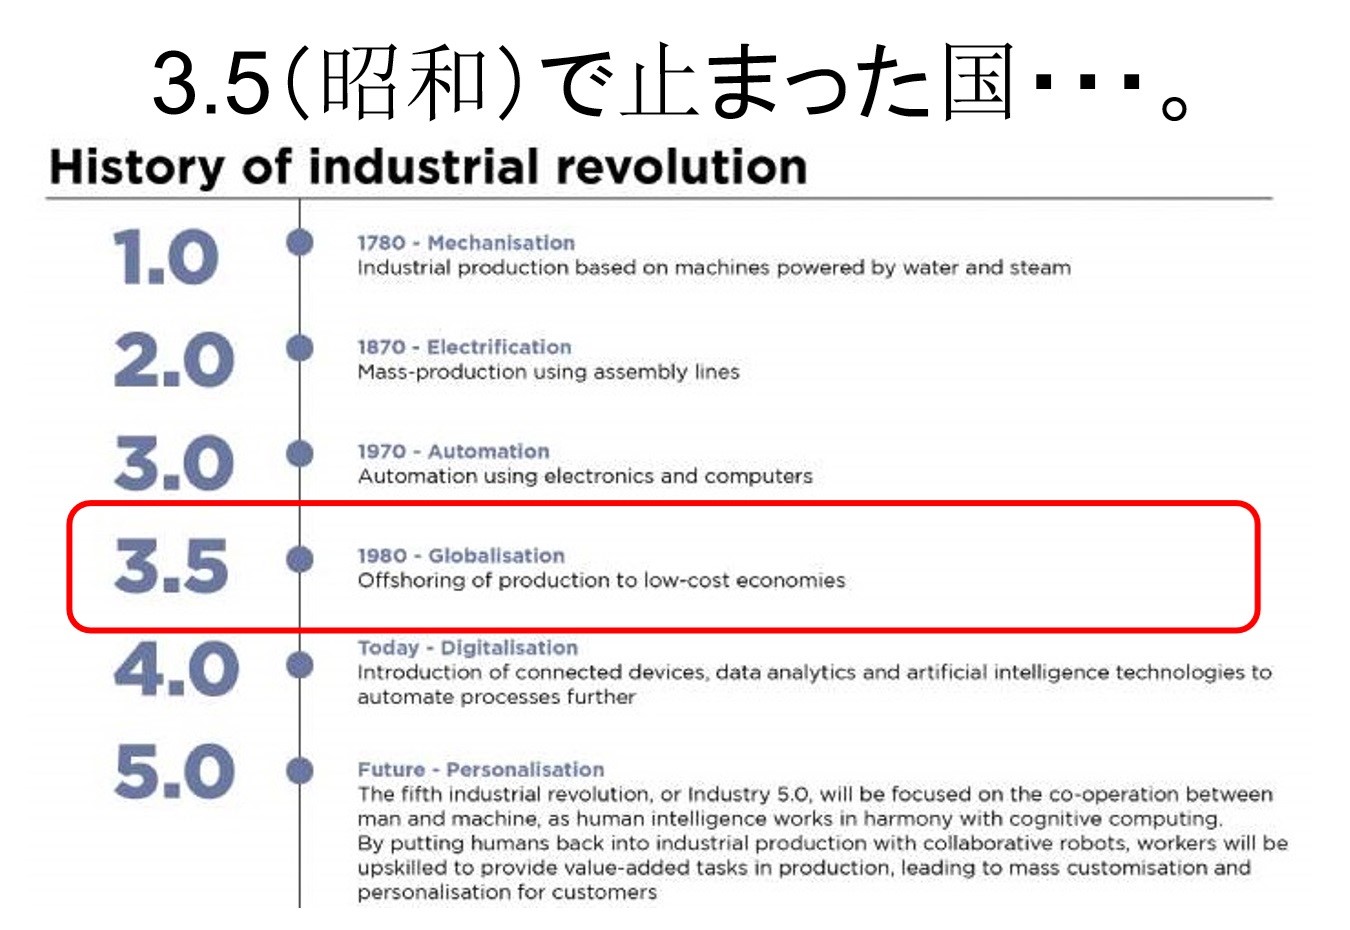 3.5(昭和)で止まった国・・・。
History of industrial revolution
1.0
1780 - Mechanisation
Industrial production based on machines powered by water and steam
2.0
1870 - Electrification
Mass-production using assembly lines
3.0
1970 - Automation
Automation using electronics and computers
3.5
1980 - Globalisation
Offshoring of production to low-cost economies
4.0
Today - Digitalisation
Introduction of connected devices, data analytics and artificial intelligence technologies to
automate processes further
5.0
Future - Personalisation
The fifth industrial revolution, or Industry 5.0, will be focused on the co-operation between
man and machine, as human intelligence works in harmony with cognitive computing.
By putting humans back into industrial production with collaborative robots, workers will be
upskilled to provide value-added tasks in production, leading to mass customisation and
personalisation for customers